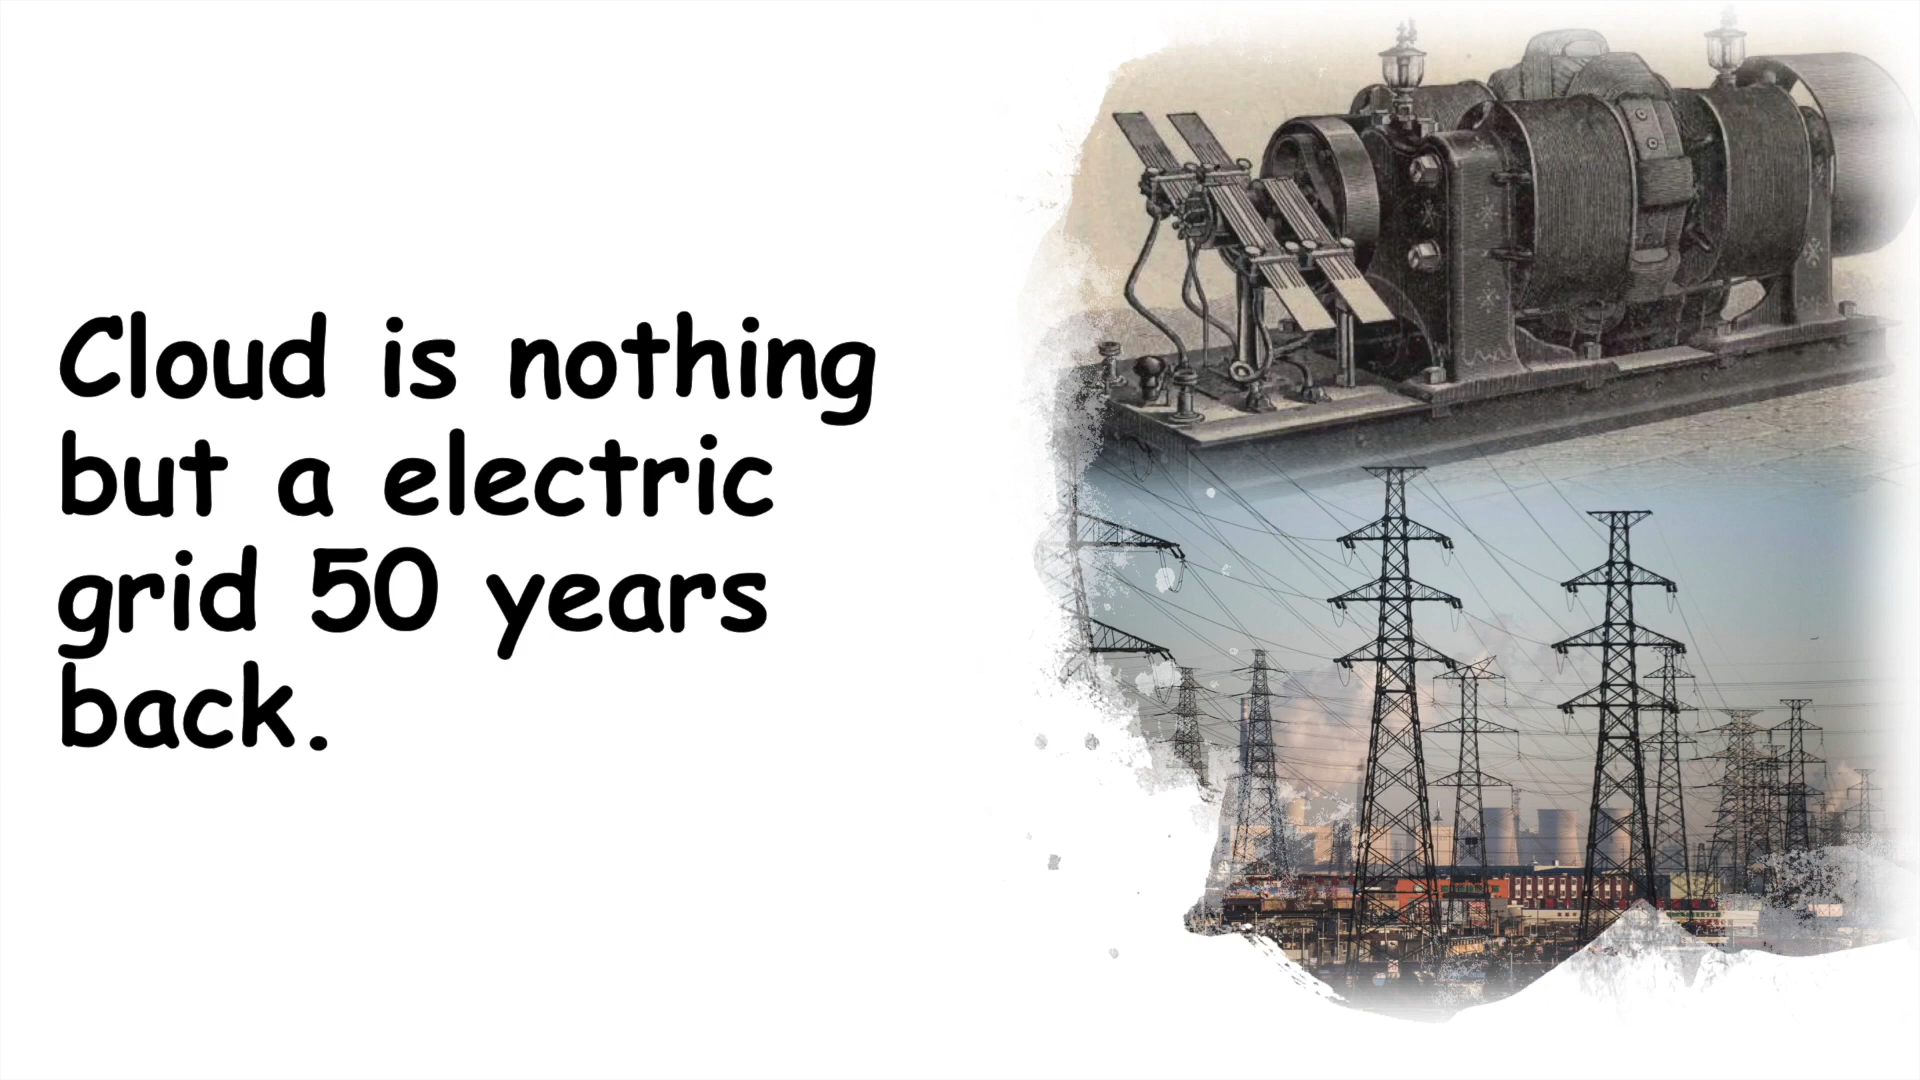 Cloud is nothing
but a electric
grid 50 years
back.